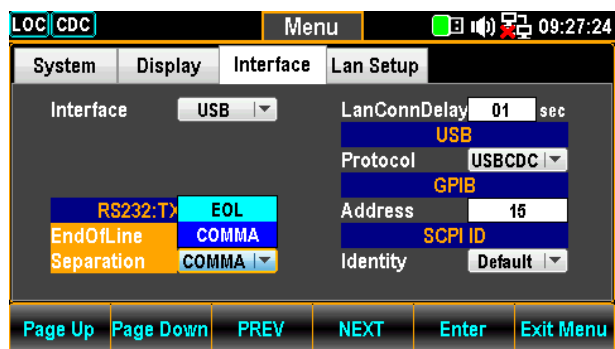 LOC CDC Menu 09:27:24
System Display Interface Lan Setup
Interface USB
LanConnDelay 01 sec
USB
Protocol USBCDC
GPIB
RS232:TX EOL
Address 15
EndOfLine COMMA
SCPI ID
Separation COMMA
Identity Default
Page Up Page Down PREV NEXT Enter Exit Menu